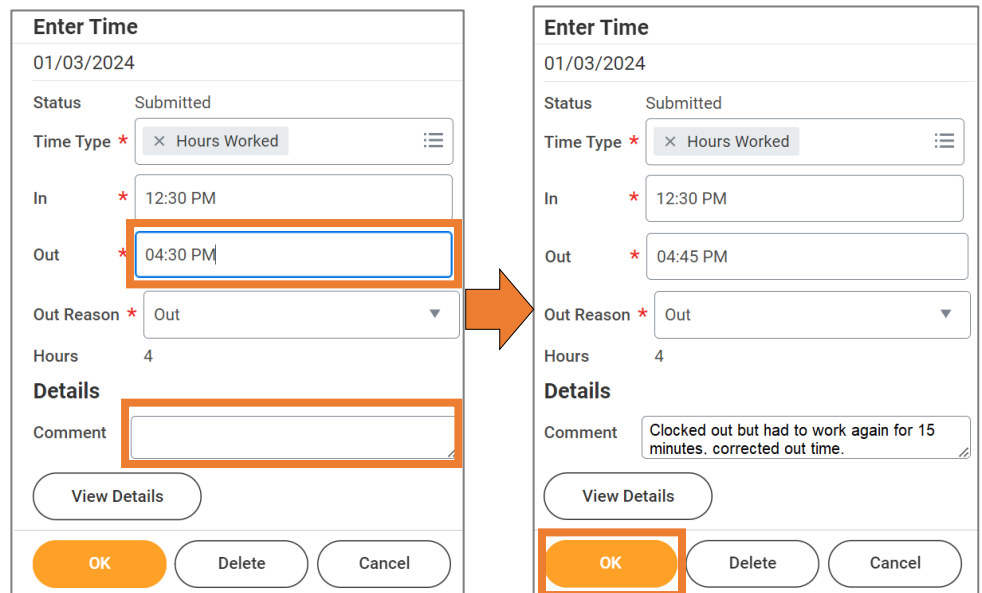 Enter Time
01/03/2024
Status Submitted
Time Type * × Hours Worked
In * 12:30 PM
Out * 04:30 PM
Out Reason * Out
Hours 4
Details
Comment
View Details
OK Delete Cancel
Enter Time
01/03/2024
Status Submitted
Time Type * × Hours Worked
In * 12:30 PM
Out * 04:45 PM
Out Reason * Out
Hours 4
Details
Comment Clocked out but had to work again for 15
minutes. corrected out time.
View Details
OK Delete Cancel